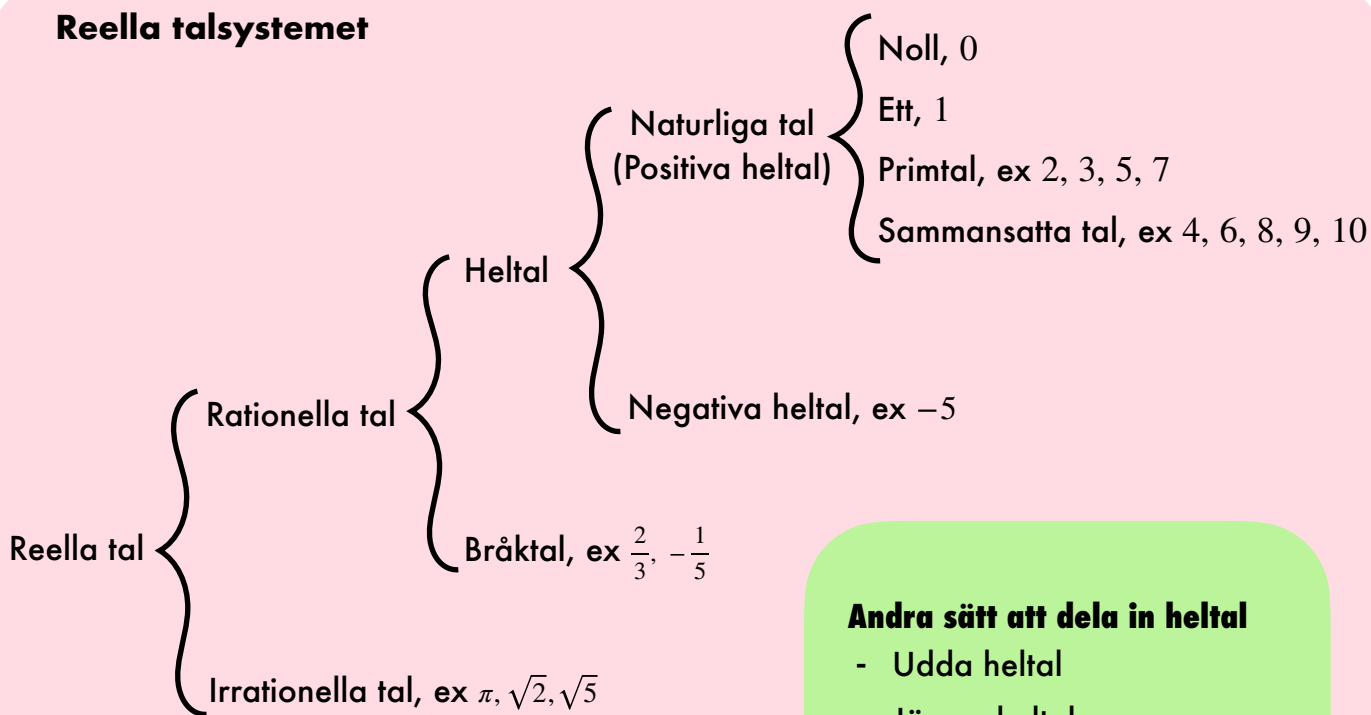 Reella talsystemet
Noll, 0
Ett, 1
Naturliga tal
(Positiva heltal)
Primtal, ex 2, 3, 5, 7
Sammansatta tal, ex 4, 6, 8, 9, 10
Heltal
Negativa heltal, ex −5
Rationella tal
Bråktal, ex 2/3, −1/5
Reella tal
Irrationella tal, ex π, √2, √5
Andra sätt att dela in heltal
- Udda heltal